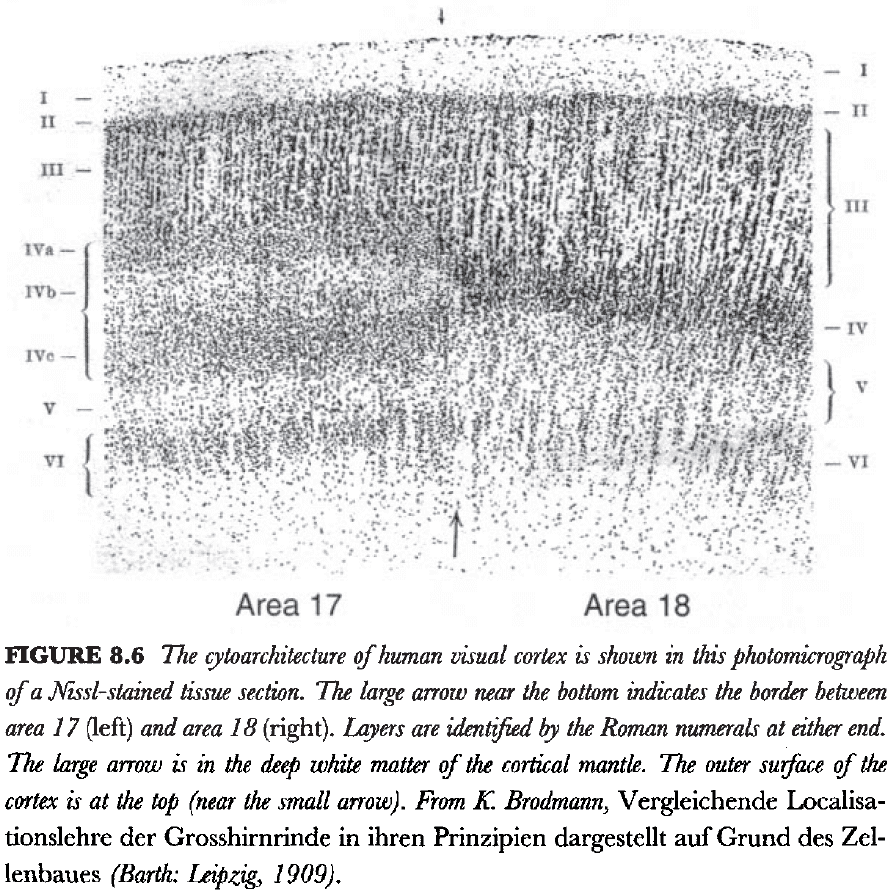 I
I
II
II
III
III
IVa
IVb
IV
IVc
V
V
VI
VI
Area 17
Area 18
FIGURE 8.6 The cytoarchitecture of human visual cortex is shown in this photomicrograph
of a Nissl-stained tissue section. The large arrow near the bottom indicates the border between
area 17 (left) and area 18 (right). Layers are identified by the Roman numerals at either end.
The large arrow is in the deep white matter of the cortical mantle. The outer surface of the
cortex is at the top (near the small arrow). From K. Brodmann, Vergleichende Localisa-
tionslehre der Grosshirnrinde in ihren Prinzipien dargestellt auf Grund des Zel-
lenbaues (Barth: Leipzig, 1909).